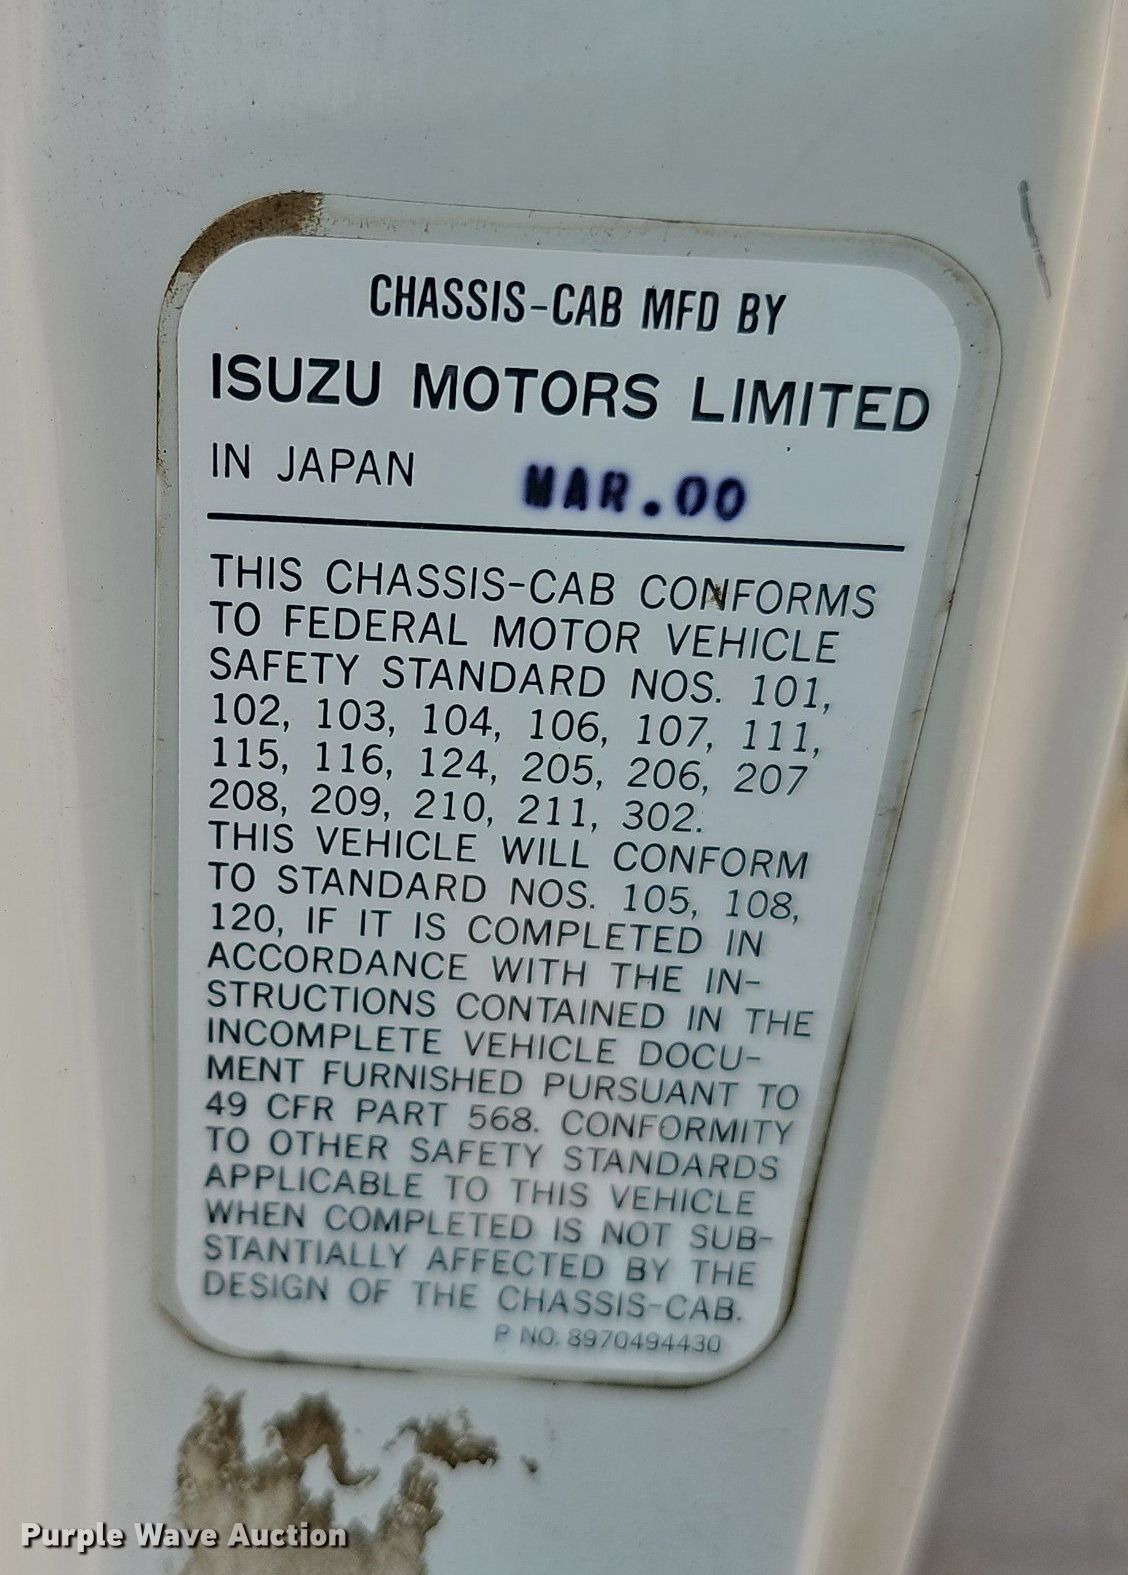 CHASSIS-CAB MFD BY
ISUZU MOTORS LIMITED
IN JAPAN MAR.00
THIS CHASSIS-CAB CONFORMS
TO FEDERAL MOTOR VEHICLE
SAFETY STANDARD NOS. 101,
102, 103, 104, 106, 107, 111,
115, 116, 124, 205, 206, 207
208, 209, 210, 211, 302.
THIS VEHICLE WILL CONFORM
TO STANDARD NOS. 105, 108,
120, IF IT IS COMPLETED IN
ACCORDANCE WITH THE IN-
STRUCTIONS CONTAINED IN THE
INCOMPLETE VEHICLE DOCU-
MENT FURNISHED PURSUANT TO
49 CFR PART 568. CONFORMITY
TO OTHER SAFETY STANDARDS
APPLICABLE TO THIS VEHICLE
WHEN COMPLETED IS NOT SUB-
STANTIALLY AFFECTED BY THE
DESIGN OF THE CHASSIS-CAB.
P NO. 8970494430
Purple Wave Auction